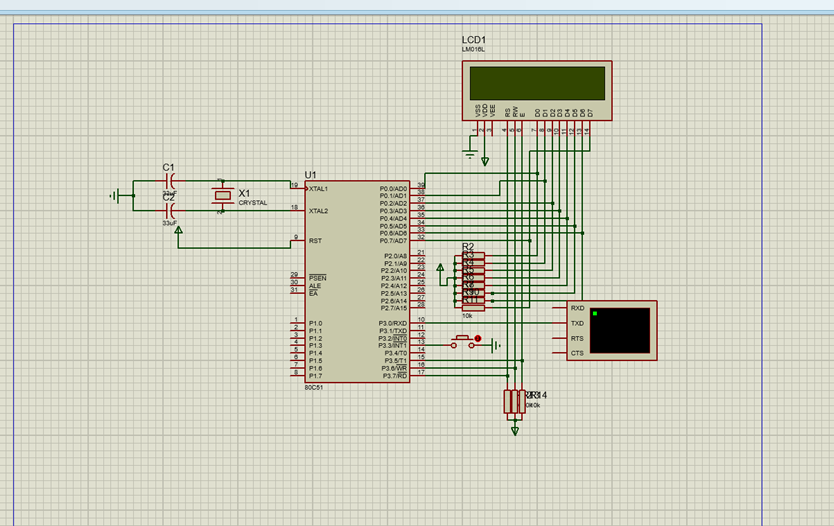 LCD1
LM016L
VSS
VDD
VEE
RS
RW
E
D0
D1
D2
D3
D4
D5
D6
D7
1
2
3
4
5
6
7
8
9
10
11
12
13
14
C1
C2
33uF
X1
CRYSTAL
U1
19 XTAL1
18 XTAL2
9 RST
29 PSEN
30 ALE
31 EA
1 P1.0
2 P1.1
3 P1.2
4 P1.3
5 P1.4
6 P1.5
7 P1.6
8 P1.7
P0.0/AD0 39
P0.1/AD1 38
P0.2/AD2 37
P0.3/AD3 36
P0.4/AD4 35
P0.5/AD5 34
P0.6/AD6 33
P0.7/AD7 32
P2.0/A8 21
P2.1/A9 22
P2.2/A10 23
P2.3/A11 24
P2.4/A12 25
P2.5/A13 26
P2.6/A14 27
P2.7/A15 28
P3.0/RXD 10
P3.1/TXD 11
P3.2/INT0 12
P3.3/INT1 13
P3.4/T0 14
P3.5/T1 15
P3.6/WR 16
P3.7/RD 17
80C51
R2
10k
RXD
TXD
RTS
CTS